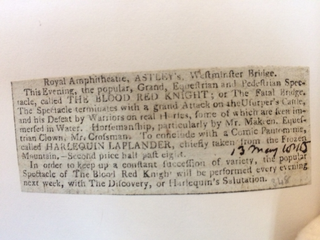 Royal Amphitheatre, ASTLEY's, Westminster Bridge.
This Evening, the popular, Grand, Equestrian and Pedestrian Spec-
tacle, called THE BLOOD RED KNIGHT; or The Fatal Bridge,
The Spectacle terminates with a grand Attack on the Usurper's Castle,
and his Defeat by Warriors on real Horses, some of which are seen im-
mersed in Water. Horsemanship, particularly by Mr. Makeen. Eques-
trian Clown, Mr. Crossman. To conclude with a Comic Pantomime,
called HARLEQUIN LAPLANDER, chiefly taken from the Frozen
Mountain.—Second price half past eight.
13 May
In order to keep up a constant succession of variety, the popular
Spectacle of The Blood Red Knight will be performed every evening
next week, with The Discovery, or Harlequin's Salutation.